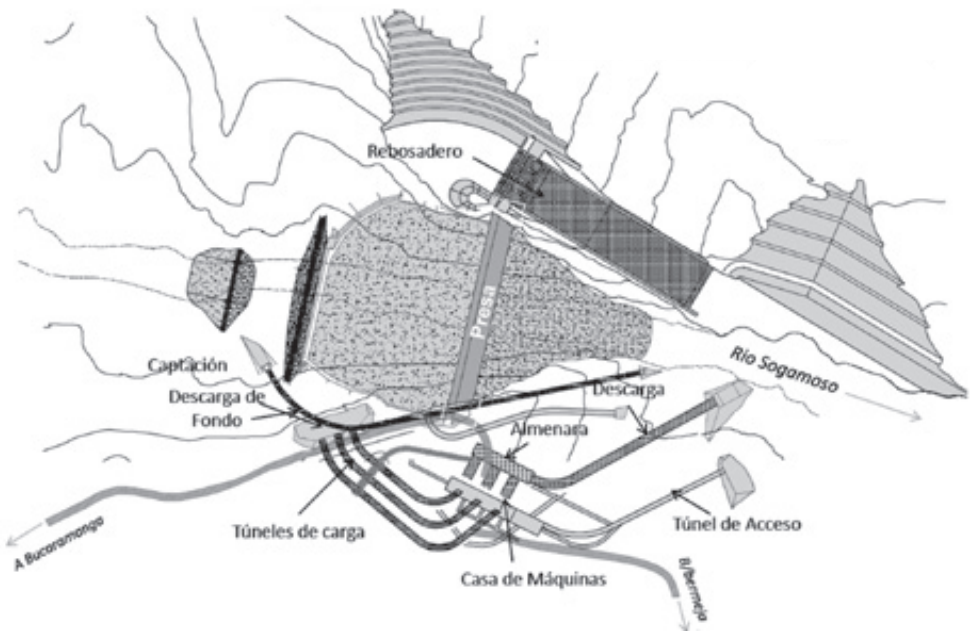 Rebosadero
Presa
Captación
Descarga de
Fondo
Río Sogamoso
Descarga
Almenara
Túneles de carga
Túnel de Acceso
Casa de Máquinas
A Bucaramanga
B/bermeja